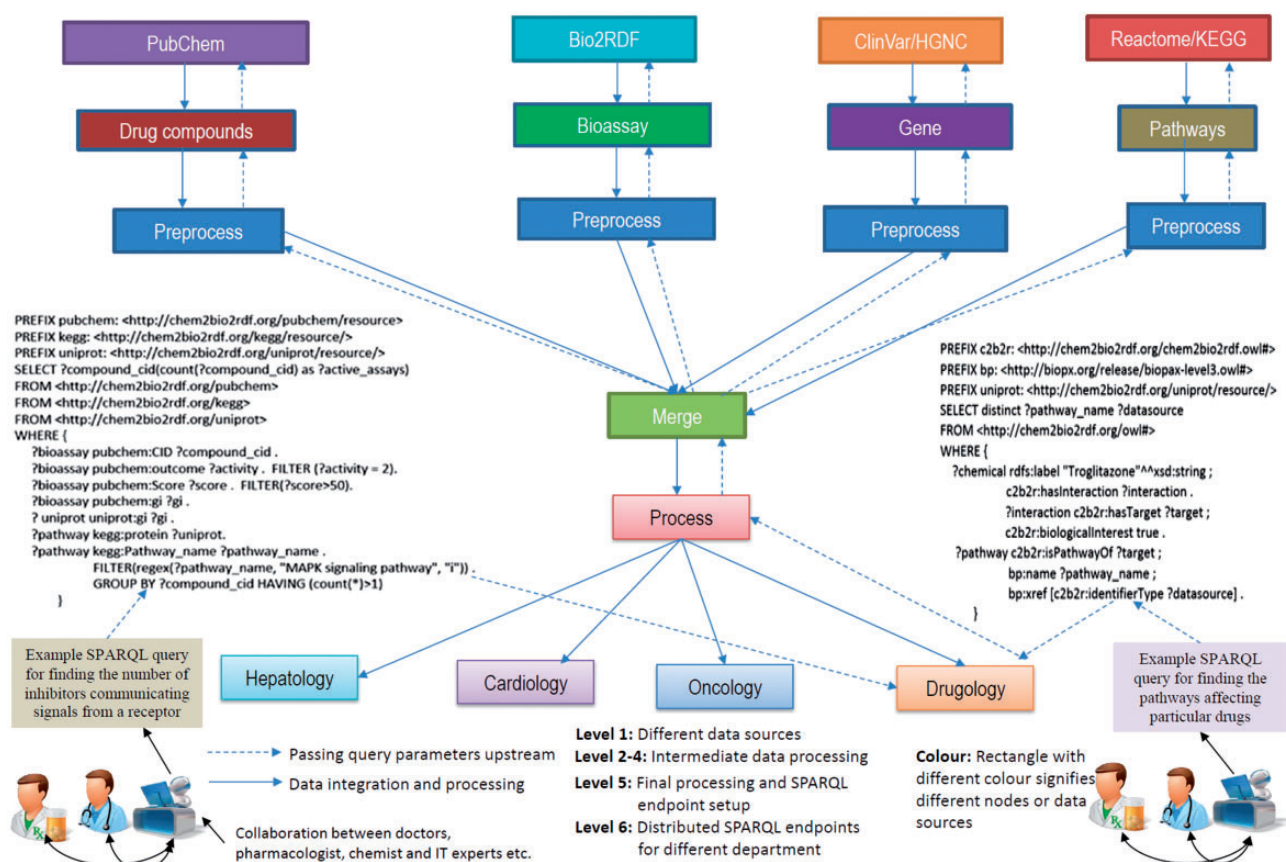 PubChem
Bio2RDF
ClinVar/HGNC
Reactome/KEGG
Drug compounds
Bioassay
Gene
Pathways
Preprocess
Preprocess
Preprocess
Preprocess
PREFIX pubchem: <http://chem2bio2rdf.org/pubchem/resource>
PREFIX kegg: <http://chem2bio2rdf.org/kegg/resource/>
PREFIX uniprot: <http://chem2bio2rdf.org/uniprot/resource/>
SELECT ?compound_cid(count(?compound_cid) as ?active_assays)
FROM <http://chem2bio2rdf.org/pubchem>
FROM <http://chem2bio2rdf.org/kegg>
FROM <http://chem2bio2rdf.org/uniprot>
WHERE {
?bioassay pubchem:CID ?compound_cid .
?bioassay pubchem:outcome ?activity . FILTER (?activity = 2).
?bioassay pubchem:Score ?score . FILTER(?score>50).
?bioassay pubchem:gi ?gi .
? uniprot uniprot:gi ?gi .
?pathway kegg:protein ?uniprot.
?pathway kegg:Pathway_name ?pathway_name .
FILTER(regex(?pathway_name, "MAPK signaling pathway", "i")) .
GROUP BY ?compound_cid HAVING (count(*)>1)
}
Merge
Process
PREFIX c2b2r: <http://chem2bio2rdf.org/chem2bio2rdf.owl#>
PREFIX bp: <http://biopx.org/release/biopax-level3.owl#>
PREFIX uniprot: <http://chem2bio2rdf.org/uniprot/resource/>
SELECT distinct ?pathway_name ?datasource
FROM <http://chem2bio2rdf.org/owl#>
WHERE {
?chemical rdfs:label "Troglitazone"^^xsd:string ;
c2b2r:hasInteraction ?interaction .
?interaction c2b2r:hasTarget ?target ;
c2b2r:biologicalInterest true .
?pathway c2b2r:isPathwayOf ?target ;
bp:name ?pathway_name ;
bp:xref [c2b2r:identifierType ?datasource] .
}
Example SPARQL query
for finding the number of
inhibitors communicating
signals from a receptor
Hepatology
Cardiology
Oncology
Drugology
Example SPARQL
query for finding the
pathways affecting
particular drugs
Passing query parameters upstream
Data integration and processing
Level 1: Different data sources
Level 2-4: Intermediate data processing
Level 5: Final processing and SPARQL
endpoint setup
Level 6: Distributed SPARQL endpoints
for different department
Colour: Rectangle with
different colour signifies
different nodes or data
sources
Rx
Rx
Collaboration between doctors,
pharmacologist, chemist and IT experts etc.